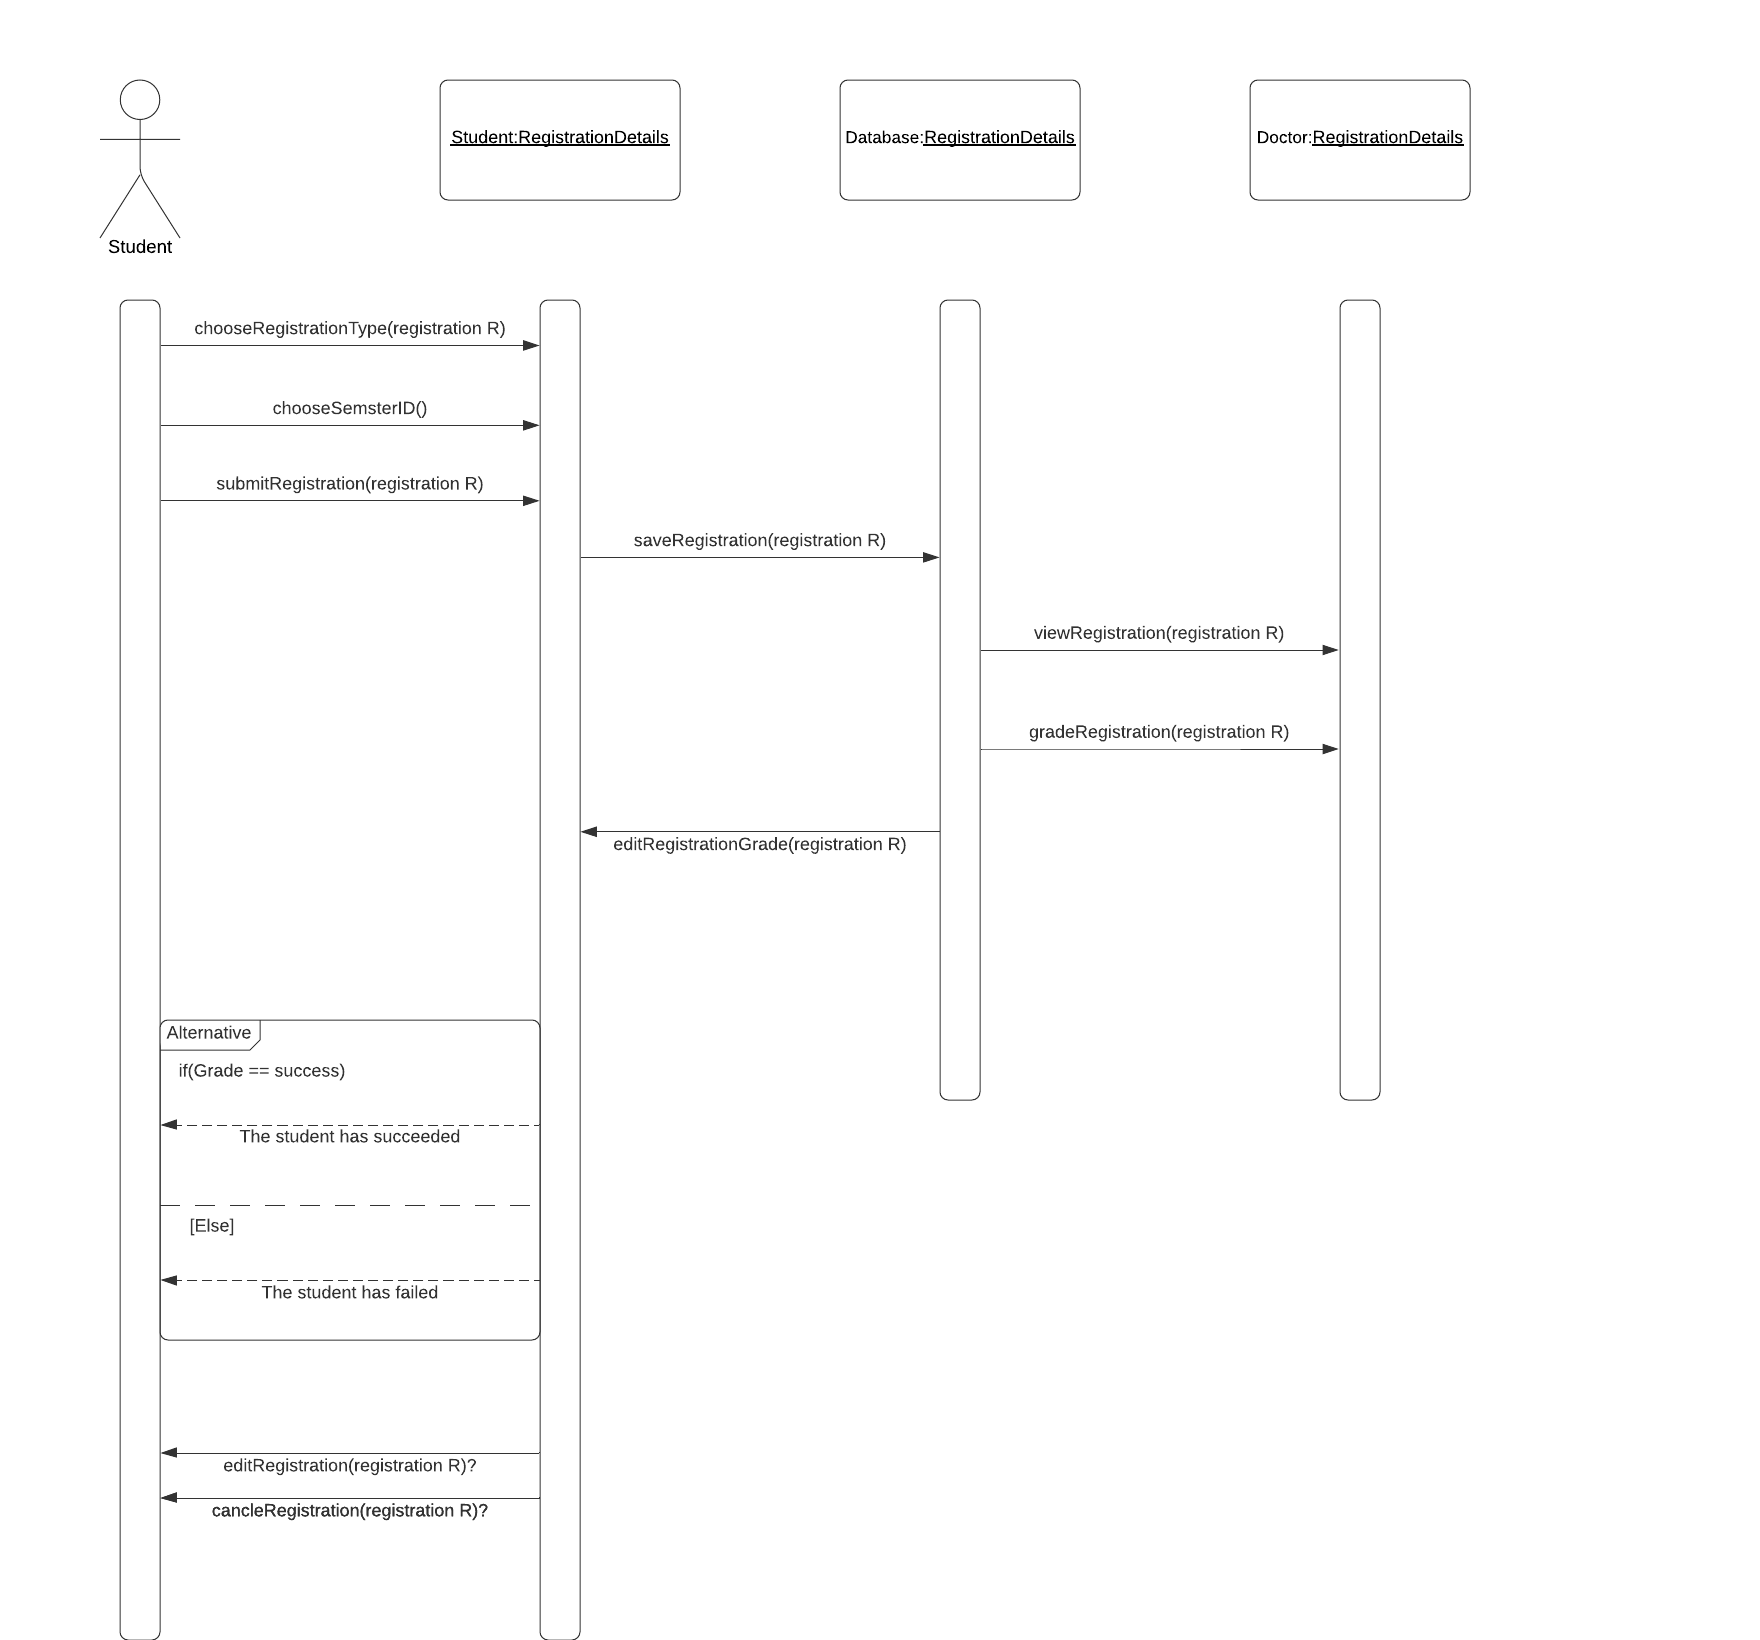 Student
Student:RegistrationDetails
Database:RegistrationDetails
Doctor:RegistrationDetails
chooseRegistrationType(registration R)
chooseSemsterID()
submitRegistration(registration R)
saveRegistration(registration R)
viewRegistration(registration R)
gradeRegistration(registration R)
editRegistrationGrade(registration R)
Alternative
if(Grade == success)
The student has succeeded
[Else]
The student has failed
editRegistration(registration R)?
cancleRegistration(registration R)?